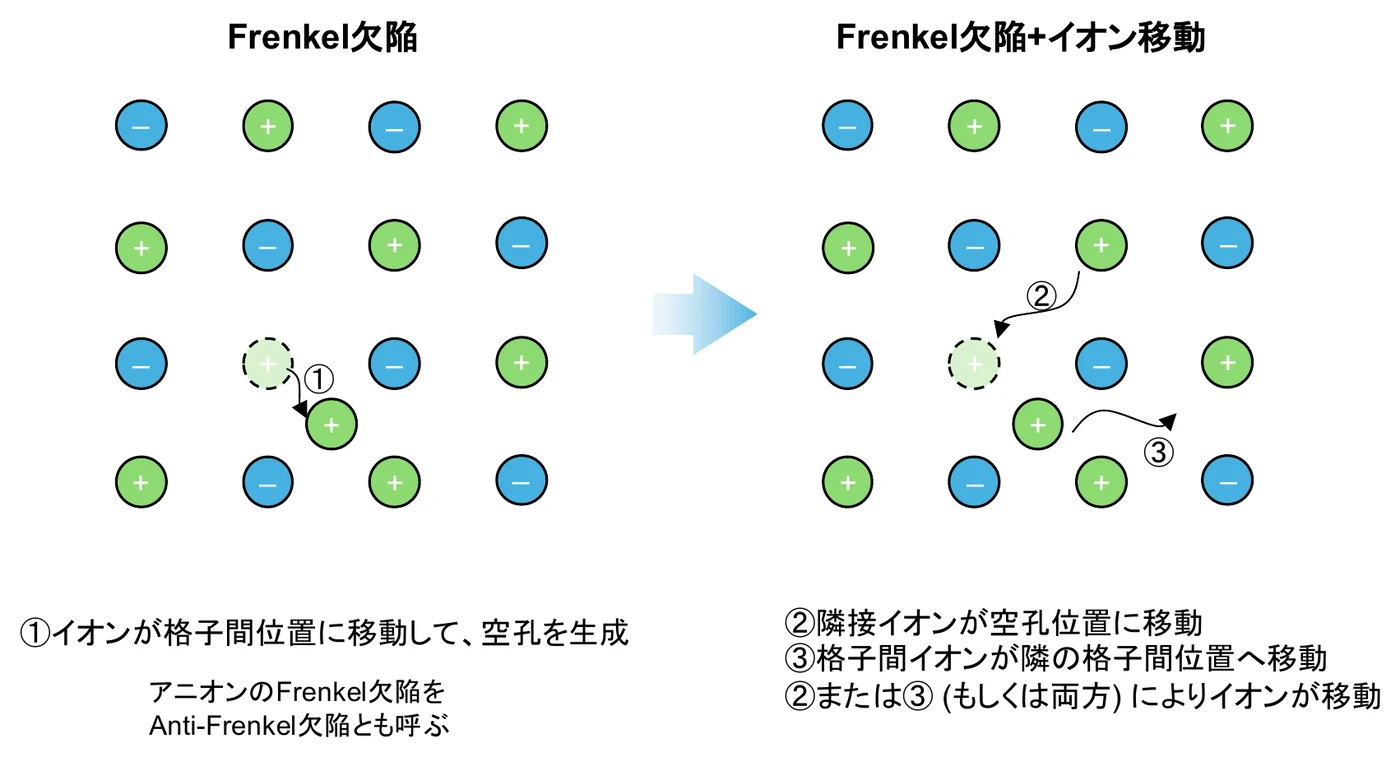 Frenkel欠陥
− + − +
+ − + −
− + − +
①
+
+ − + −
①イオンが格子間位置に移動して、空孔を生成
アニオンのFrenkel欠陥を
Anti-Frenkel欠陥とも呼ぶ
Frenkel欠陥+イオン移動
− + − +
+ − + −
②
− + − +
+
③
+ − + −
②隣接イオンが空孔位置に移動
③格子間イオンが隣の格子間位置へ移動
②または③ (もしくは両方) によりイオンが移動